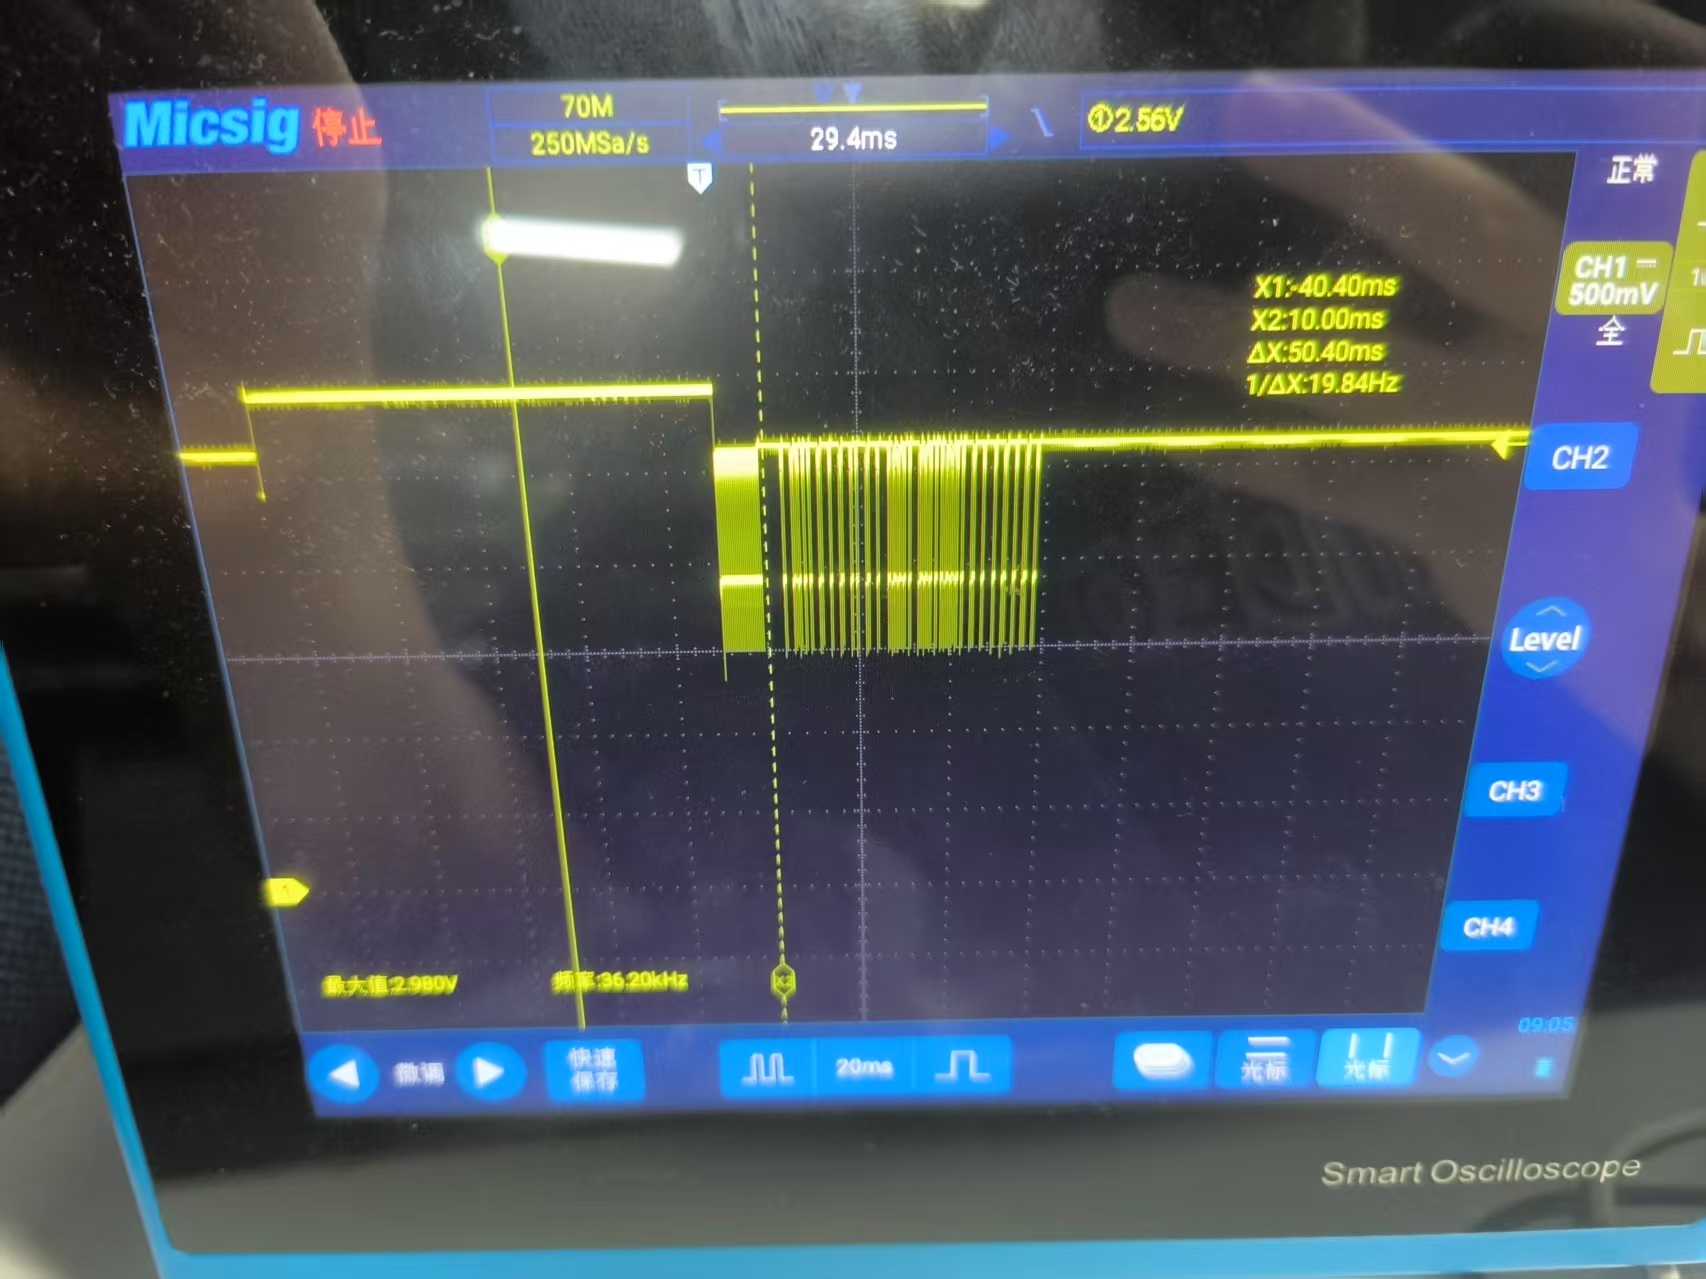 Micsig 停止
70M
250MSa/s
29.4ms
①2.56V
T
正常
X1:-40.40ms
X2:10.00ms
ΔX:50.40ms
1/ΔX:19.84Hz
CH1
500mV
全
CH2
Level
CH3
CH4
1
最大值:2.980V
频率:36.20kHz
09:05
微调
快速
保存
20ms
光标
光标
Smart Oscilloscope